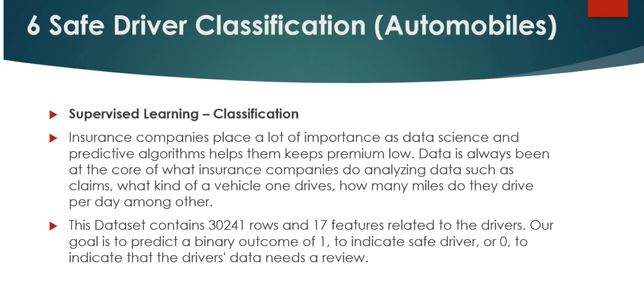 6 Safe Driver Classification (Automobiles)
Supervised Learning – Classification
Insurance companies place a lot of importance as data science and
predictive algorithms helps them keeps premium low. Data is always been
at the core of what insurance companies do analyzing data such as
claims, what kind of a vehicle one drives, how many miles do they drive
per day among other.
This Dataset contains 30241 rows and 17 features related to the drivers. Our
goal is to predict a binary outcome of 1, to indicate safe driver, or 0, to
indicate that the drivers' data needs a review.